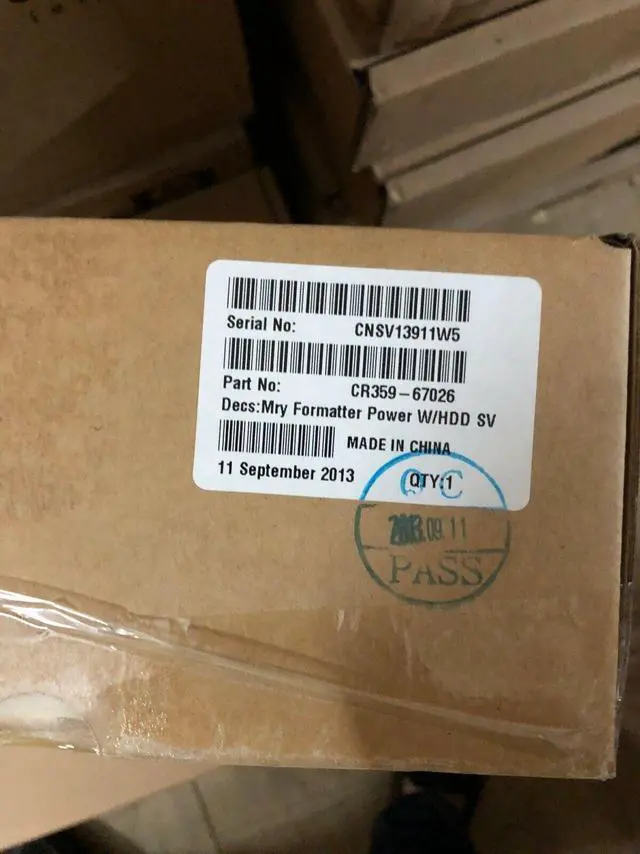 Serial No: CNSV13911W5
Part No: CR359-67026
Decs:Mry Formatter Power W/HDD SV
MADE IN CHINA
11 September 2013 QTY:1
QC
2013.09.11
PASS